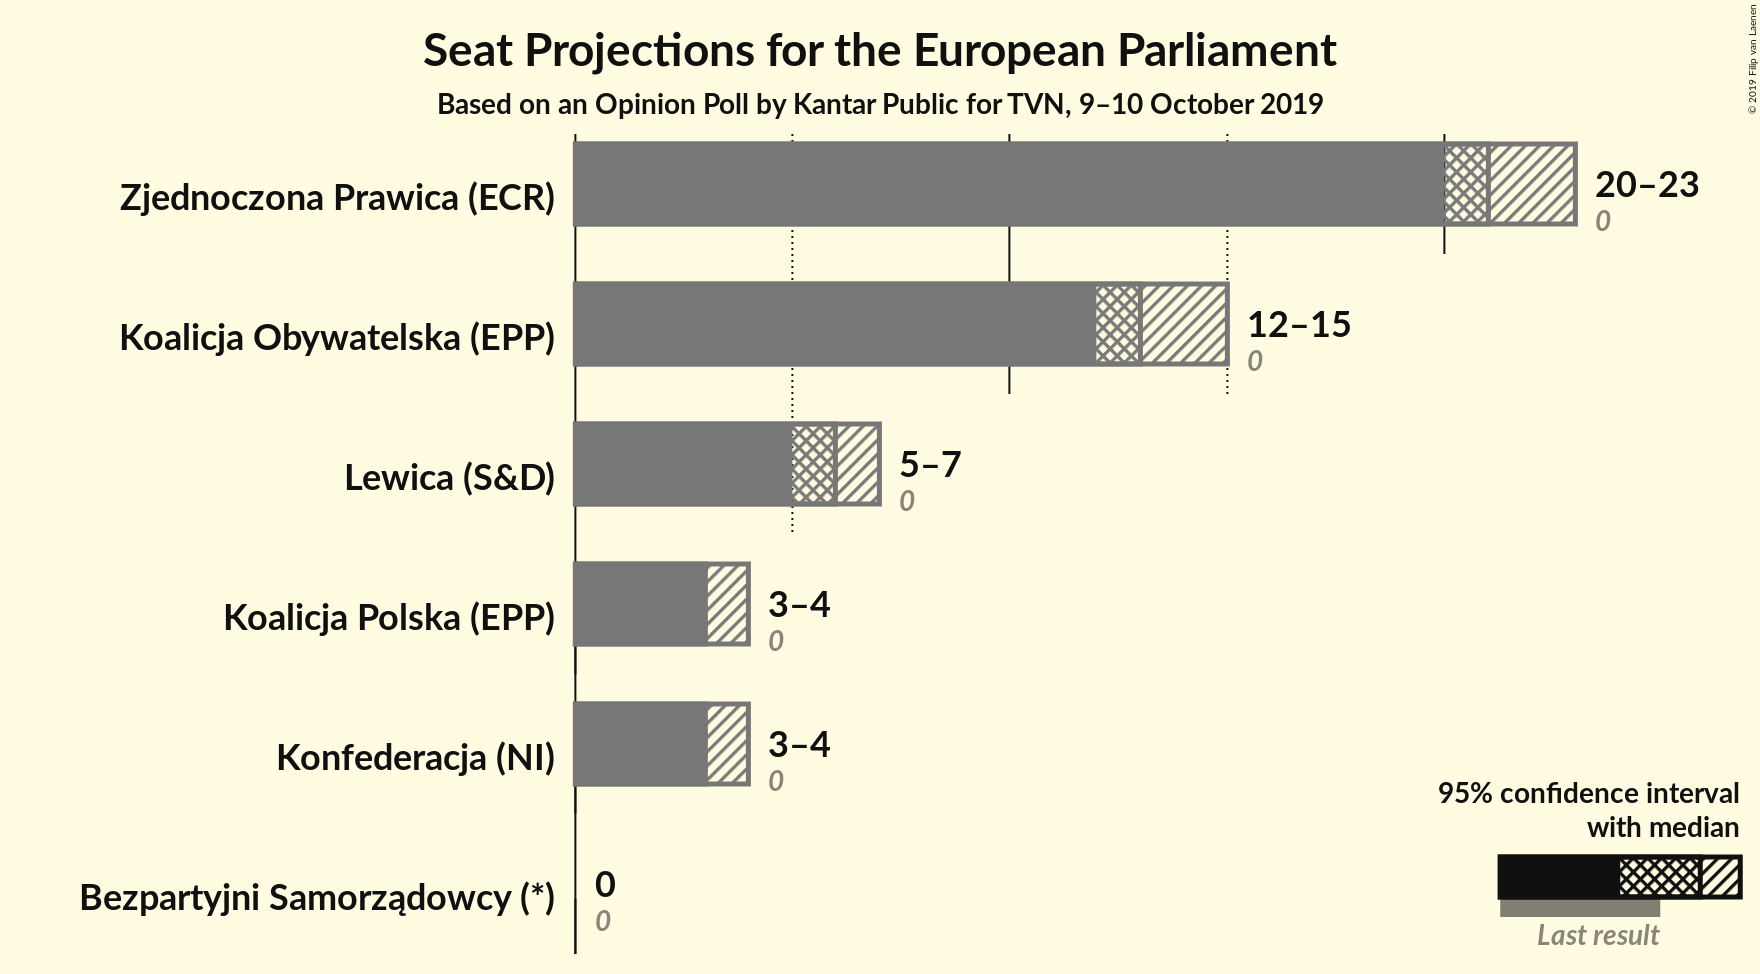 Seat Projections for the European Parliament
Based on an Opinion Poll by Kantar Public for TVN, 9–10 October 2019
© 2019 Filip van Laenen
Zjednoczona Prawica (ECR)
20–23
0
Koalicja Obywatelska (EPP)
12–15
0
Lewica (S&D)
5–7
0
Koalicja Polska (EPP)
3–4
0
Konfederacja (NI)
3–4
0
Bezpartyjni Samorządowcy (*)
0
0
95% confidence interval
with median
Last result